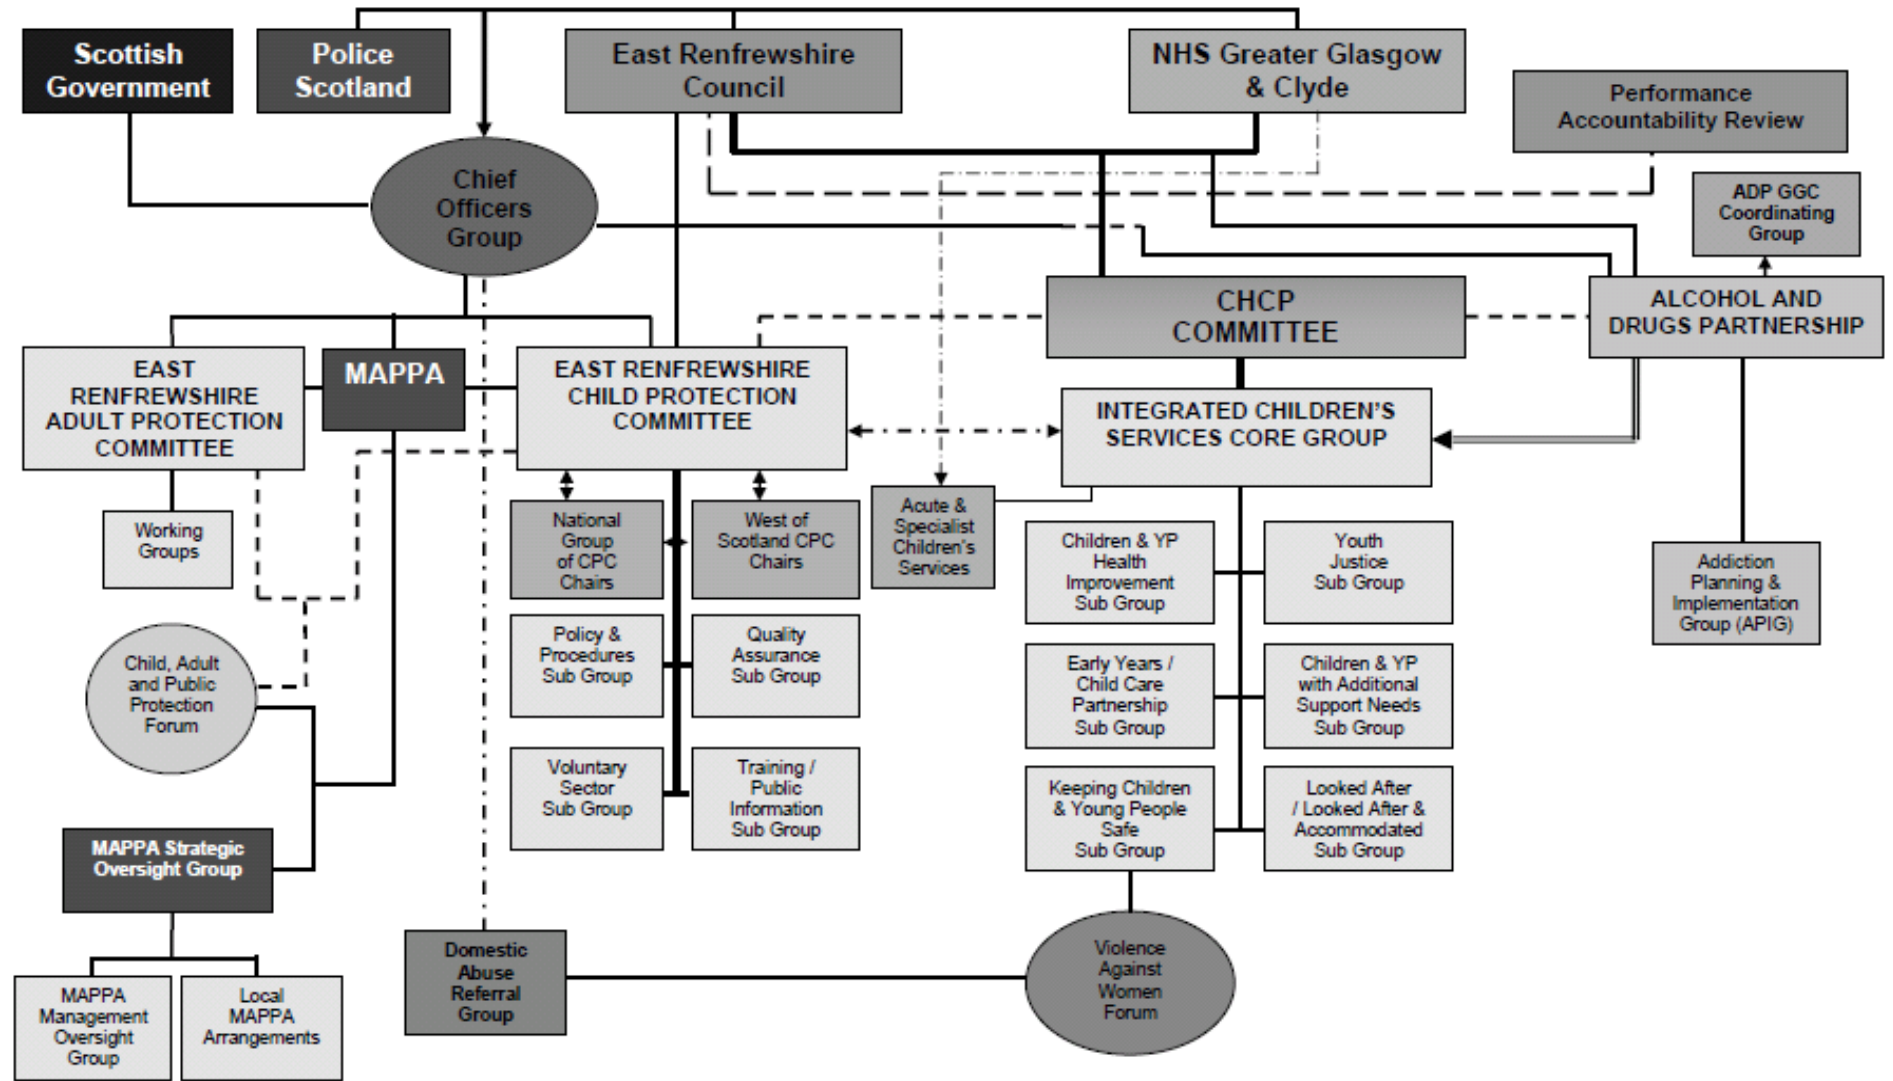 Scottish
Government
Police
Scotland
East Renfrewshire
Council
NHS Greater Glasgow
& Clyde
Performance
Accountability Review
Chief
Officers
Group
ADP GGC
Coordinating
Group
CHCP
COMMITTEE
ALCOHOL AND
DRUGS PARTNERSHIP
EAST
RENFREWSHIRE
ADULT PROTECTION
COMMITTEE
MAPPA
EAST RENFREWSHIRE
CHILD PROTECTION
COMMITTEE
INTEGRATED CHILDREN'S
SERVICES CORE GROUP
Working
Groups
National
Group
of CPC
Chairs
West of
Scotland CPC
Chairs
Acute &
Specialist
Children's
Services
Children & YP
Health
Improvement
Sub Group
Youth
Justice
Sub Group
Addiction
Planning &
Implementation
Group (APIG)
Child, Adult
and Public
Protection
Forum
Policy &
Procedures
Sub Group
Quality
Assurance
Sub Group
Early Years /
Child Care
Partnership
Sub Group
Children & YP
with Additional
Support Needs
Sub Group
Voluntary
Sector
Sub Group
Training /
Public
Information
Sub Group
Keeping Children
& Young People
Safe
Sub Group
Looked After
/ Looked After &
Accommodated
Sub Group
MAPPA Strategic
Oversight Group
Domestic
Abuse
Referral
Group
Violence
Against
Women
Forum
MAPPA
Management
Oversight
Group
Local
MAPPA
Arrangements